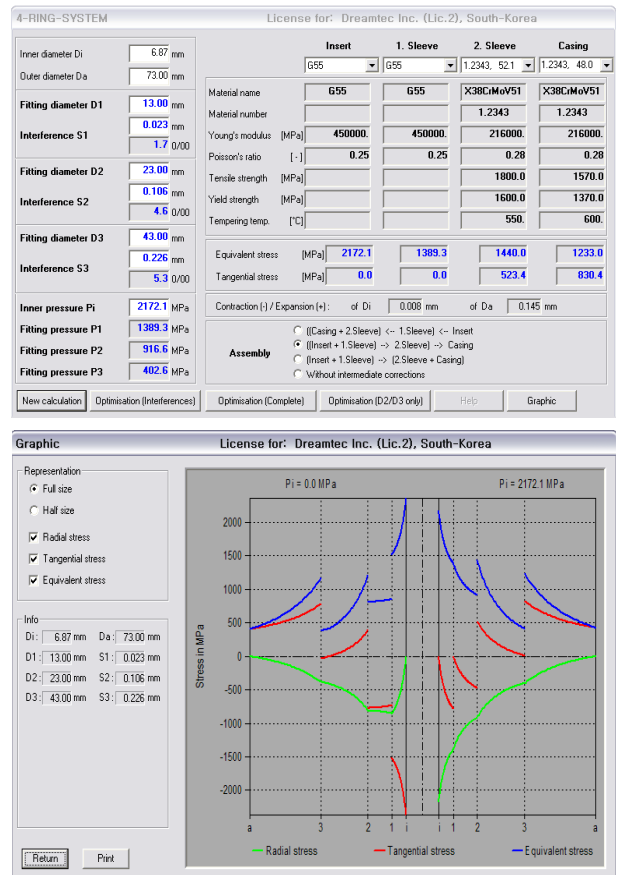 4-RING-SYSTEM License for: Dreamtec Inc. (Lic.2), South-Korea
Inner diameter Di 6.87 mm
Outer diameter Da 73.00 mm
Fitting diameter D1 13.00 mm
Interference S1 0.023 mm
1.7 0/00
Fitting diameter D2 23.00 mm
Interference S2 0.106 mm
4.6 0/00
Fitting diameter D3 43.00 mm
Interference S3 0.226 mm
5.3 0/00
Inner pressure Pi 2172.1 MPa
Fitting pressure P1 1389.3 MPa
Fitting pressure P2 916.6 MPa
Fitting pressure P3 402.6 MPa
Insert 1. Sleeve 2. Sleeve Casing
G55 G55 1.2343, 52.1 1.2343, 48.0
Material name G55 G55 X38CrMoV51 X38CrMoV51
Material number 1.2343 1.2343
Young's modulus [MPa] 450000. 450000. 216000. 216000.
Poisson's ratio [-] 0.25 0.25 0.28 0.28
Tensile strength [MPa] 1800.0 1570.0
Yield strength [MPa] 1600.0 1370.0
Tempering temp. [°C] 550. 600.
Equivalent stress [MPa] 2172.1 1389.3 1440.0 1233.0
Tangential stress [MPa] 0.0 0.0 523.4 830.4
Contraction (-) / Expansion (+): of Di 0.008 mm of Da 0.145 mm
Assembly
((Casing + 2.Sleeve) <-- 1.Sleeve) <-- Insert
((Insert + 1.Sleeve) --> 2.Sleeve) --> Casing
(Insert + 1.Sleeve) --> (2.Sleeve + Casing)
Without intermediate corrections
New calculation Optimisation (Interferences) Optimisation (Complete) Optimisation (D2/D3 only) Help Graphic
Graphic License for: Dreamtec Inc. (Lic.2), South-Korea
Representation
Full size
Half size
Radial stress
Tangential stress
Equivalent stress
Info
Di: 6.87 mm Da: 73.00 mm
D1: 13.00 mm S1: 0.023 mm
D2: 23.00 mm S2: 0.106 mm
D3: 43.00 mm S3: 0.226 mm
Return Print
Pi = 0.0 MPa Pi = 2172.1 MPa
Stress in MPa
2000
1500
1000
500
0
-500
-1000
-1500
-2000
a 3 2 1 i i 1 2 3 a
Radial stress Tangential stress Equivalent stress